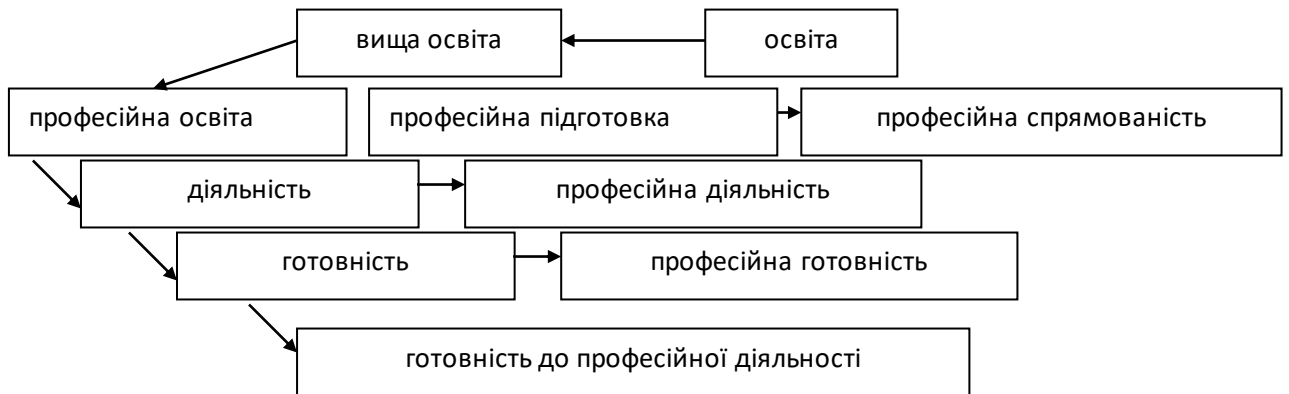 вища освіта
освіта
професійна освіта
професійна підготовка
професійна спрямованість
діяльність
професійна діяльність
готовність
професійна готовність
готовність до професійної діяльності